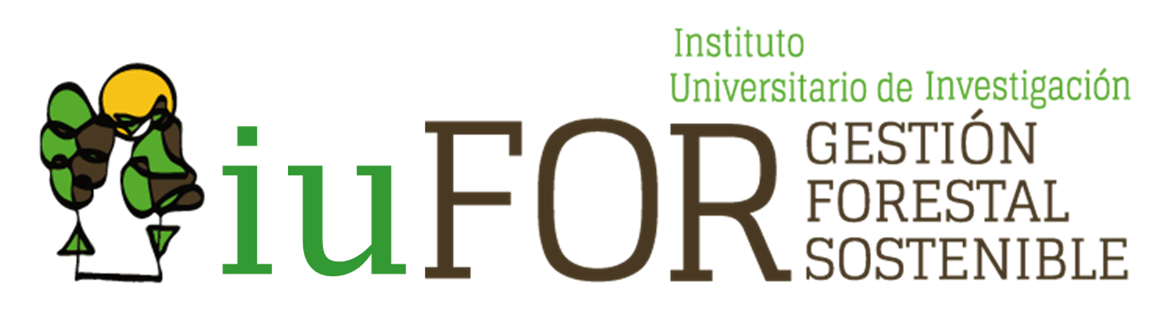 iuFOR
Instituto
Universitario de Investigación
GESTIÓN
FORESTAL
SOSTENIBLE